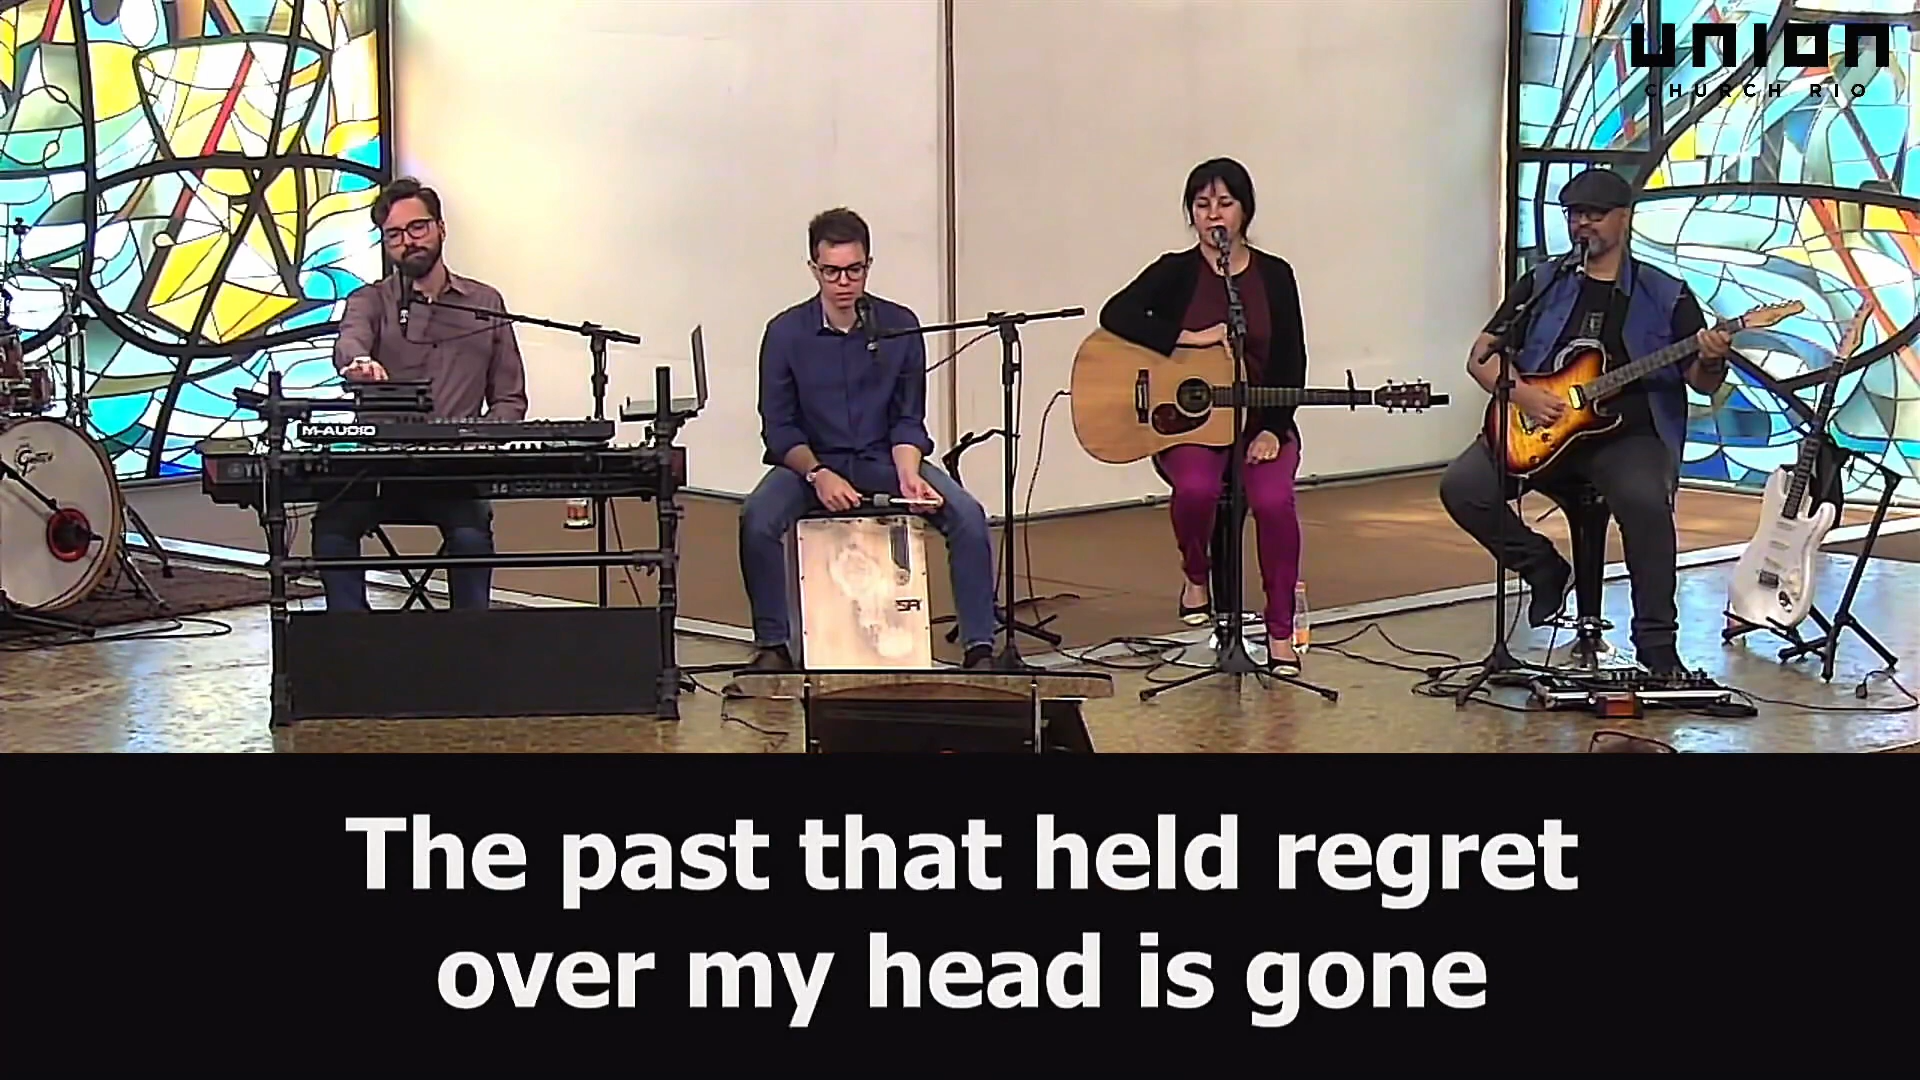 UNION
CHURCH RIO
M-AUDIO
The past that held regret
over my head is gone